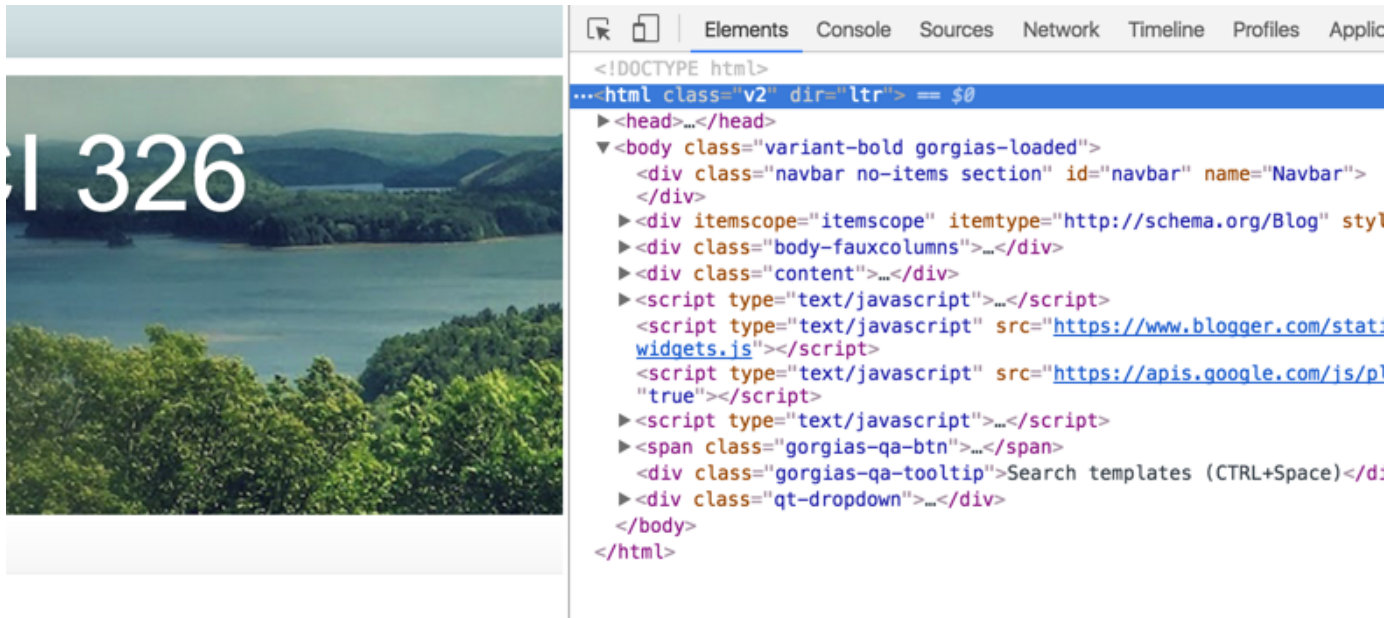 CI 326
Elements Console Sources Network Timeline Profiles Applic
<!DOCTYPE html>
…<html class="v2" dir="ltr"> == $0
▶<head>…</head>
▼<body class="variant-bold gorgias-loaded">
<div class="navbar no-items section" id="navbar" name="Navbar">
</div>
▶<div itemscope="itemscope" itemtype="http://schema.org/Blog" styl
▶<div class="body-fauxcolumns">…</div>
▶<div class="content">…</div>
▶<script type="text/javascript">…</script>
<script type="text/javascript" src="https://www.blogger.com/stati
widgets.js"></script>
<script type="text/javascript" src="https://apis.google.com/js/pl
"true"></script>
▶<script type="text/javascript">…</script>
▶<span class="gorgias-qa-btn">…</span>
<div class="gorgias-qa-tooltip">Search templates (CTRL+Space)</di
▶<div class="qt-dropdown">…</div>
</body>
</html>